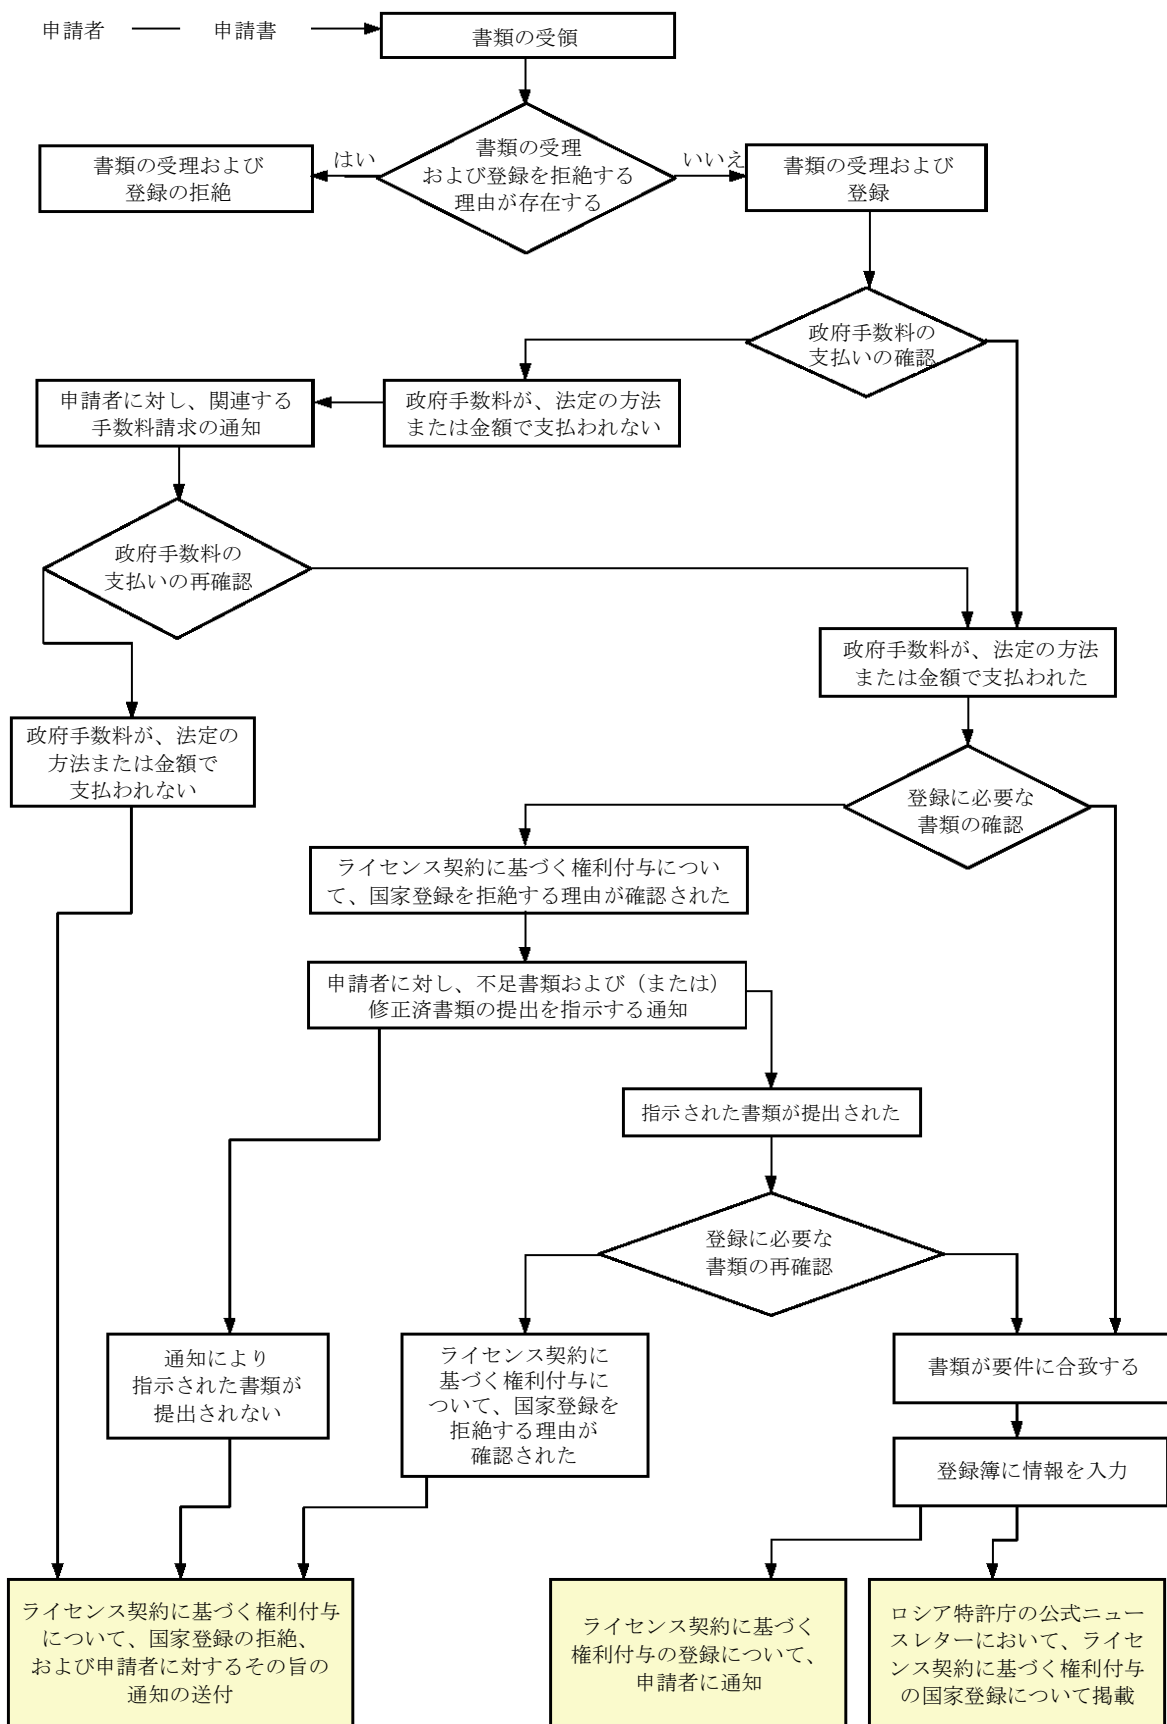 申請者
申請書
書類の受領
書類の受理
および登録を拒絶する
理由が存在する
はい
いいえ
書類の受理および
登録の拒絶
書類の受理および
登録
政府手数料の
支払いの確認
政府手数料が、法定の方法
または金額で支払われない
申請者に対し、関連する
手数料請求の通知
政府手数料の
支払いの再確認
政府手数料が、法定の方法
または金額で支払われた
政府手数料が、法定の
方法または金額で
支払われない
登録に必要な
書類の確認
ライセンス契約に基づく権利付与につい
て、国家登録を拒絶する理由が確認された
申請者に対し、不足書類および（または）
修正済書類の提出を指示する通知
指示された書類が提出された
登録に必要な
書類の再確認
通知により
指示された書類が
提出されない
ライセンス契約に
基づく権利付与に
ついて、国家登録を
拒絶する理由が
確認された
書類が要件に合致する
登録簿に情報を入力
ライセンス契約に基づく権利付与
について、国家登録の拒絶、
および申請者に対するその旨の
通知の送付
ライセンス契約に基づく
権利付与の登録について、
申請者に通知
ロシア特許庁の公式ニュー
スレターにおいて、ライセ
ンス契約に基づく権利付与
の国家登録について掲載